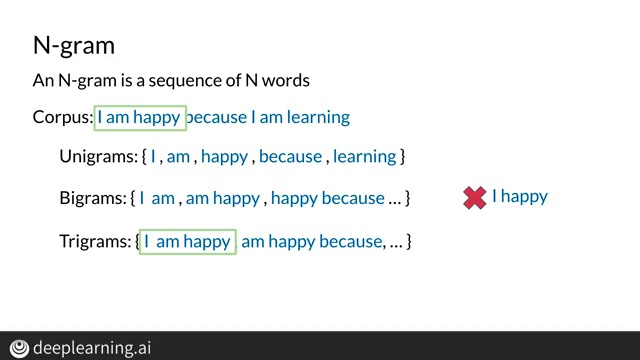 N-gram
An N-gram is a sequence of N words
Corpus: I am happy because I am learning
Unigrams: { I , am , happy , because , learning }
Bigrams: { I am , am happy , happy because ... }
I happy
Trigrams: { I am happy am happy because, ... }
deeplearning.ai